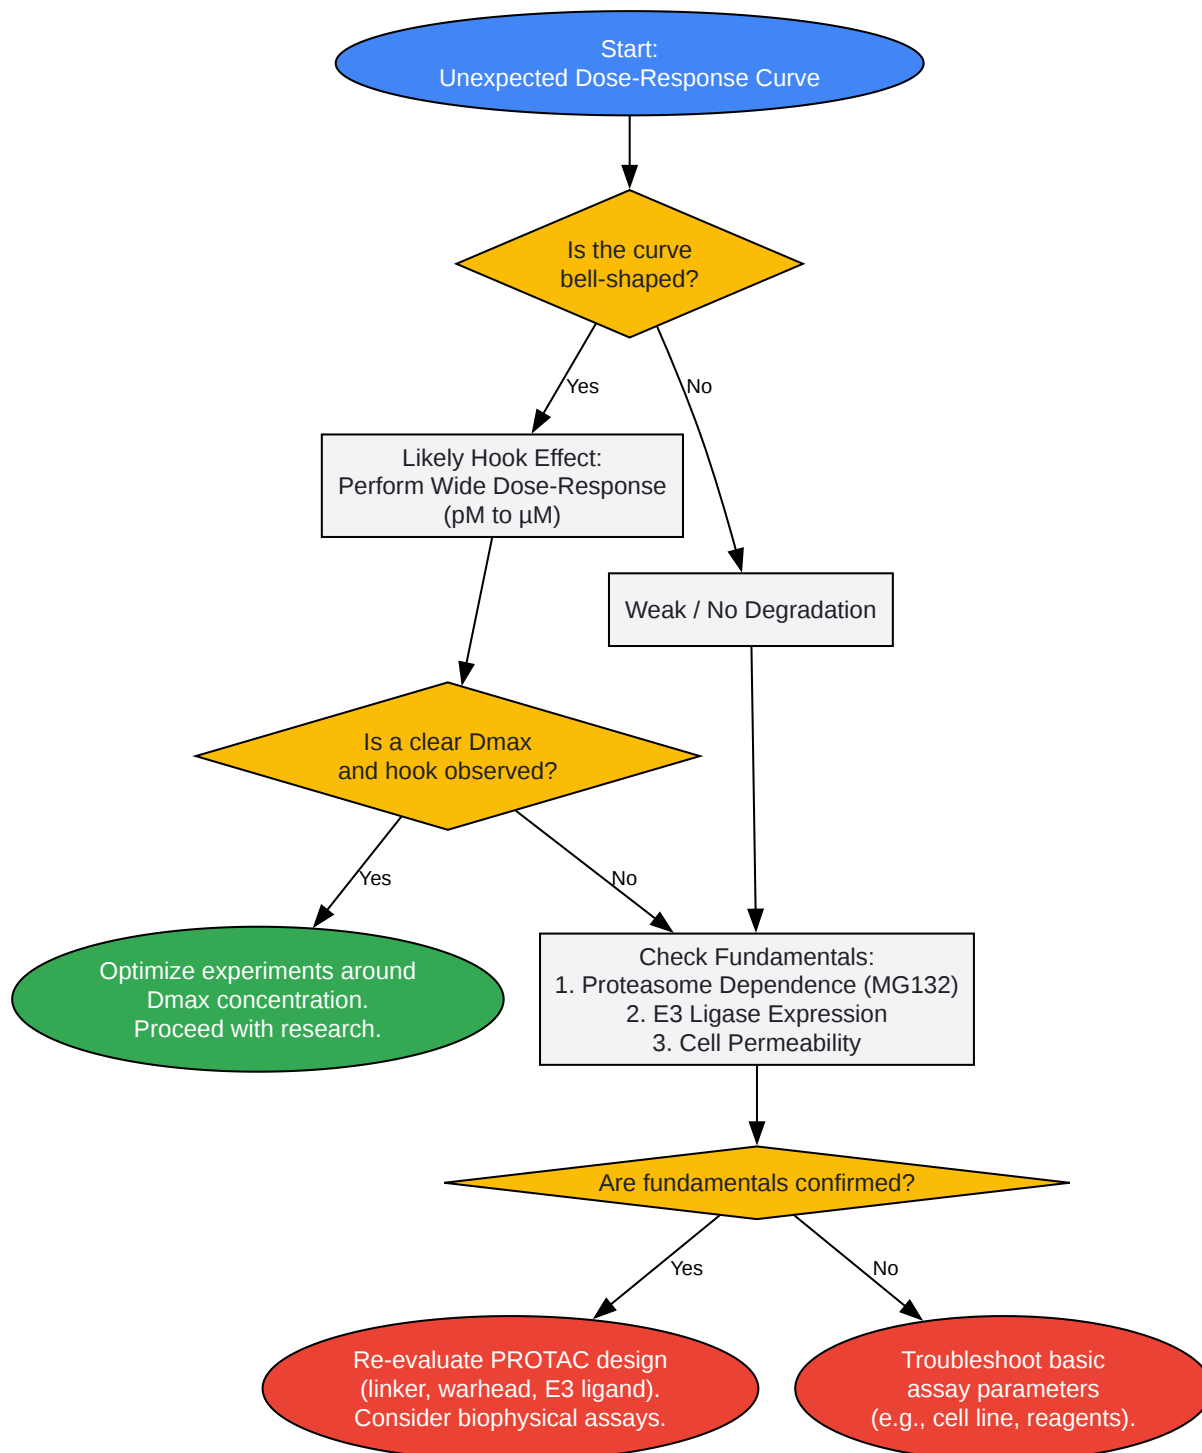 Start:
Unexpected Dose-Response Curve
Is the curve
bell-shaped?
Yes
No
Likely Hook Effect:
Perform Wide Dose-Response
(pM to µM)
Weak / No Degradation
Is a clear Dmax
and hook observed?
Yes
No
Optimize experiments around
Dmax concentration.
Proceed with research.
Check Fundamentals:
1. Proteasome Dependence (MG132)
2. E3 Ligase Expression
3. Cell Permeability
Are fundamentals confirmed?
Yes
No
Re-evaluate PROTAC design
(linker, warhead, E3 ligand).
Consider biophysical assays.
Troubleshoot basic
assay parameters
(e.g., cell line, reagents).